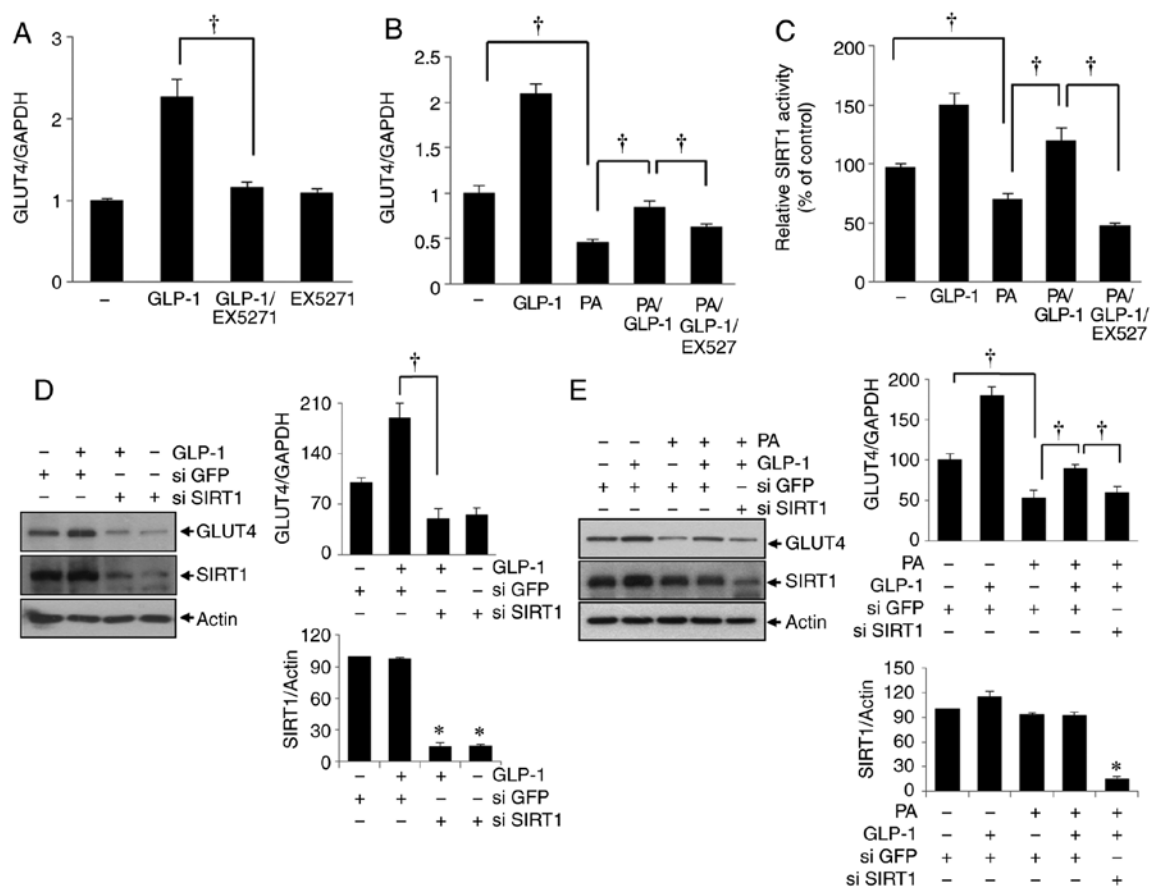 A
GLUT4/GAPDH
3
2
1
0
†
–
GLP-1
GLP-1/
EX5271
EX5271
B
GLUT4/GAPDH
2.5
2
1.5
1
0.5
0
†
†
†
–
GLP-1
PA
PA/
GLP-1
PA/
GLP-1/
EX527
C
Relative SIRT1 activity
(% of control)
200
150
100
50
0
†
†
†
–
GLP-1
PA
PA/
GLP-1
PA/
GLP-1/
EX527
D
– + + – GLP-1
+ + – – si GFP
– – + + si SIRT1
GLUT4
SIRT1
Actin
GLUT4/GAPDH
210
140
70
0
†
– + + – GLP-1
+ + – – si GFP
– – + + si SIRT1
SIRT1/Actin
120
90
60
30
0
* *
– + + – GLP-1
+ + – – si GFP
– – + + si SIRT1
E
– – + + + PA
– + – + + GLP-1
+ + + + – si GFP
– – – – + si SIRT1
GLUT4
SIRT1
Actin
GLUT4/GAPDH
200
150
100
50
0
†
†
†
PA – – + + +
GLP-1 – + – + +
si GFP + + + + –
si SIRT1 – – – – +
SIRT1/Actin
150
120
90
60
30
0
*
PA – – + + +
GLP-1 – + – + +
si GFP + + + + –
si SIRT1 – – – – +